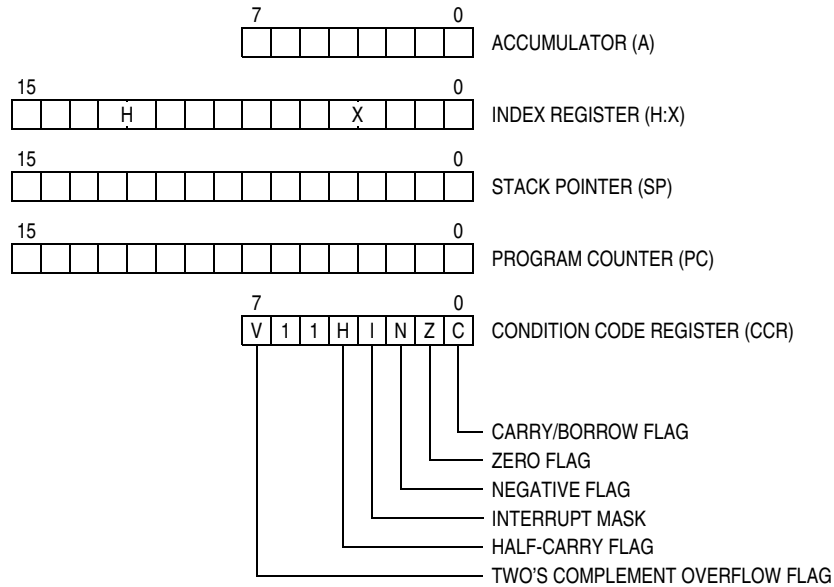 7 0
ACCUMULATOR (A)
15 0
H X INDEX REGISTER (H:X)
15 0
STACK POINTER (SP)
15 0
PROGRAM COUNTER (PC)
7 0
V 1 1 H I N Z C CONDITION CODE REGISTER (CCR)
CARRY/BORROW FLAG
ZERO FLAG
NEGATIVE FLAG
INTERRUPT MASK
HALF-CARRY FLAG
TWO'S COMPLEMENT OVERFLOW FLAG